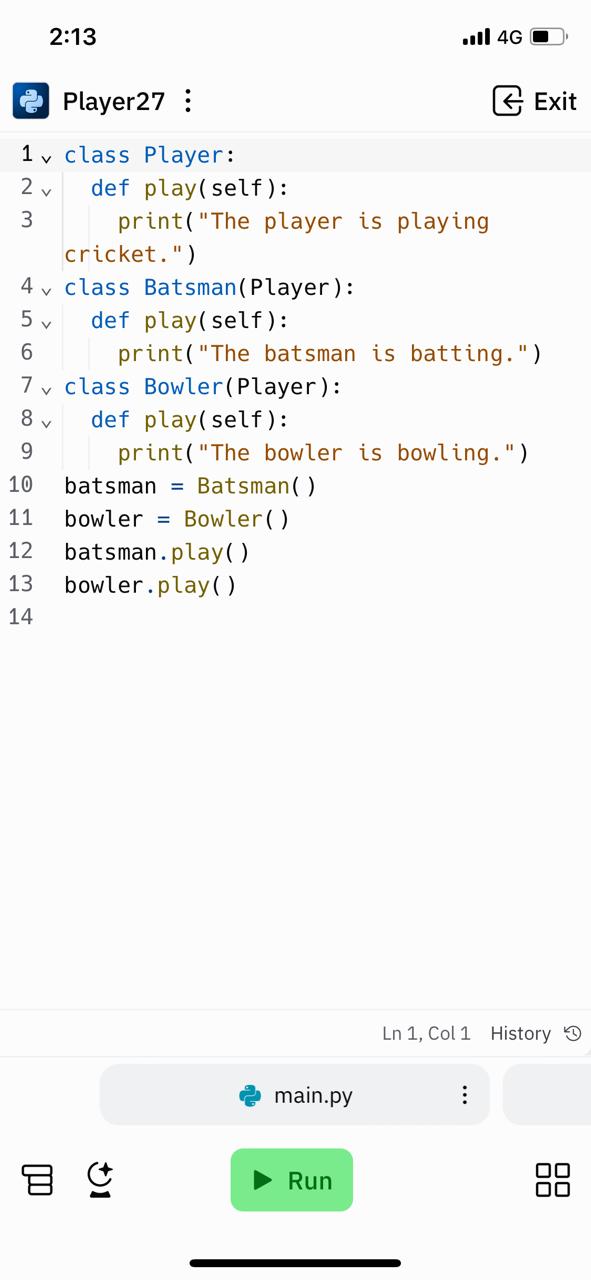 2:13
4G
Player27
Exit
1 class Player:
2   def play(self):
3     print("The player is playing
cricket.")
4 class Batsman(Player):
5   def play(self):
6     print("The batsman is batting.")
7 class Bowler(Player):
8   def play(self):
9     print("The bowler is bowling.")
10 batsman = Batsman()
11 bowler = Bowler()
12 batsman.play()
13 bowler.play()
14
Ln 1, Col 1 History
main.py
Run